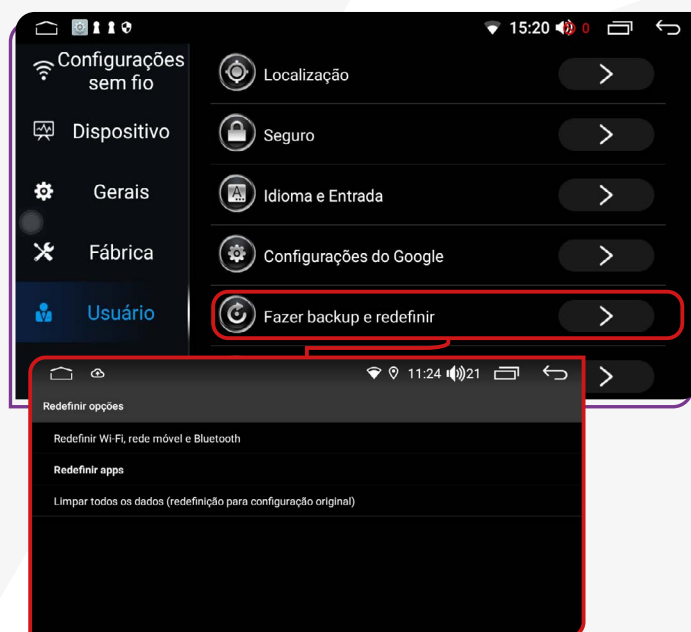 15:20 0
Configurações
sem fio
Localização
Dispositivo
Seguro
Gerais
Idioma e Entrada
Fábrica
Configurações do Google
Usuário
Fazer backup e redefinir
11:24 21
Redefinir opções
Redefinir Wi-Fi, rede móvel e Bluetooth
Redefinir apps
Limpar todos os dados (redefinição para configuração original)